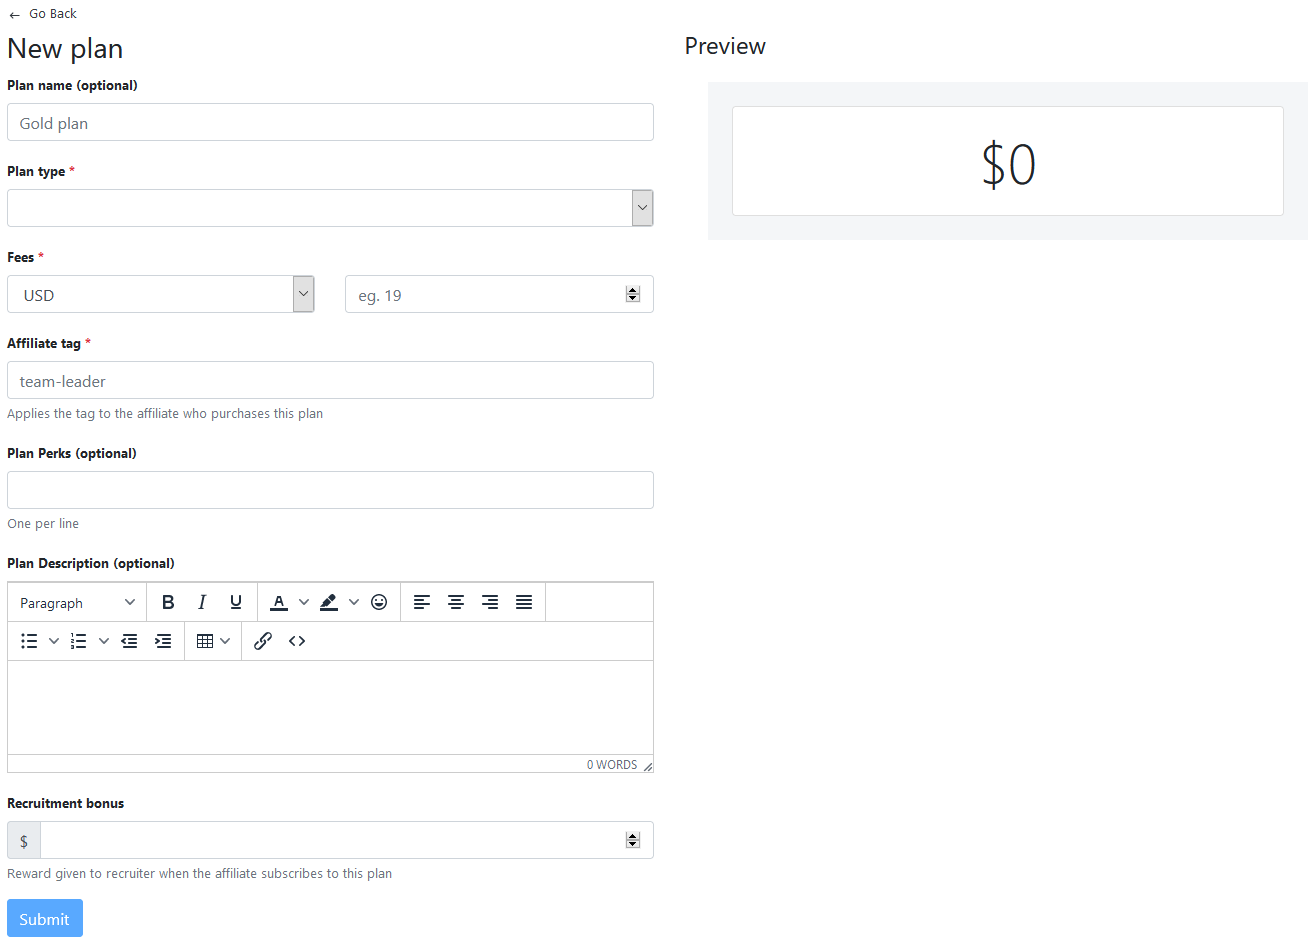 ← Go Back
New plan
Plan name (optional)
Gold plan
Plan type *
Fees *
USD
eg. 19
Affiliate tag *
team-leader
Applies the tag to the affiliate who purchases this plan
Plan Perks (optional)
One per line
Plan Description (optional)
Paragraph B I U A
0 WORDS
Recruitment bonus
$
Reward given to recruiter when the affiliate subscribes to this plan
Submit
Preview
$0